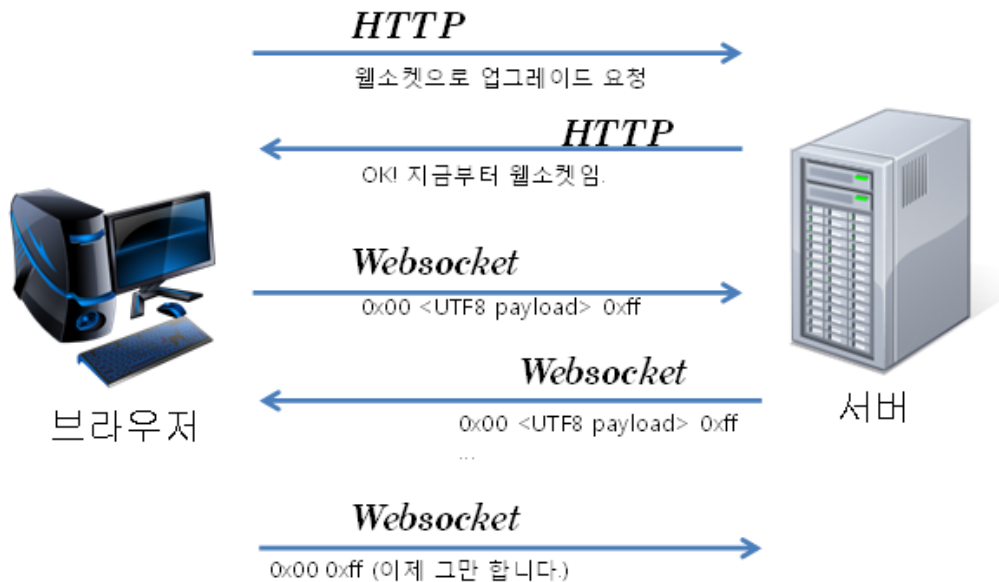 HTTP
웹소켓으로 업그레이드 요청
HTTP
OK! 지금부터 웹소켓임.
Websocket
0x00 <UTF8 payload> 0xff
Websocket
0x00 <UTF8 payload> 0xff
...
브라우저
서버
Websocket
0x00 0xff (이제 그만 합니다.)